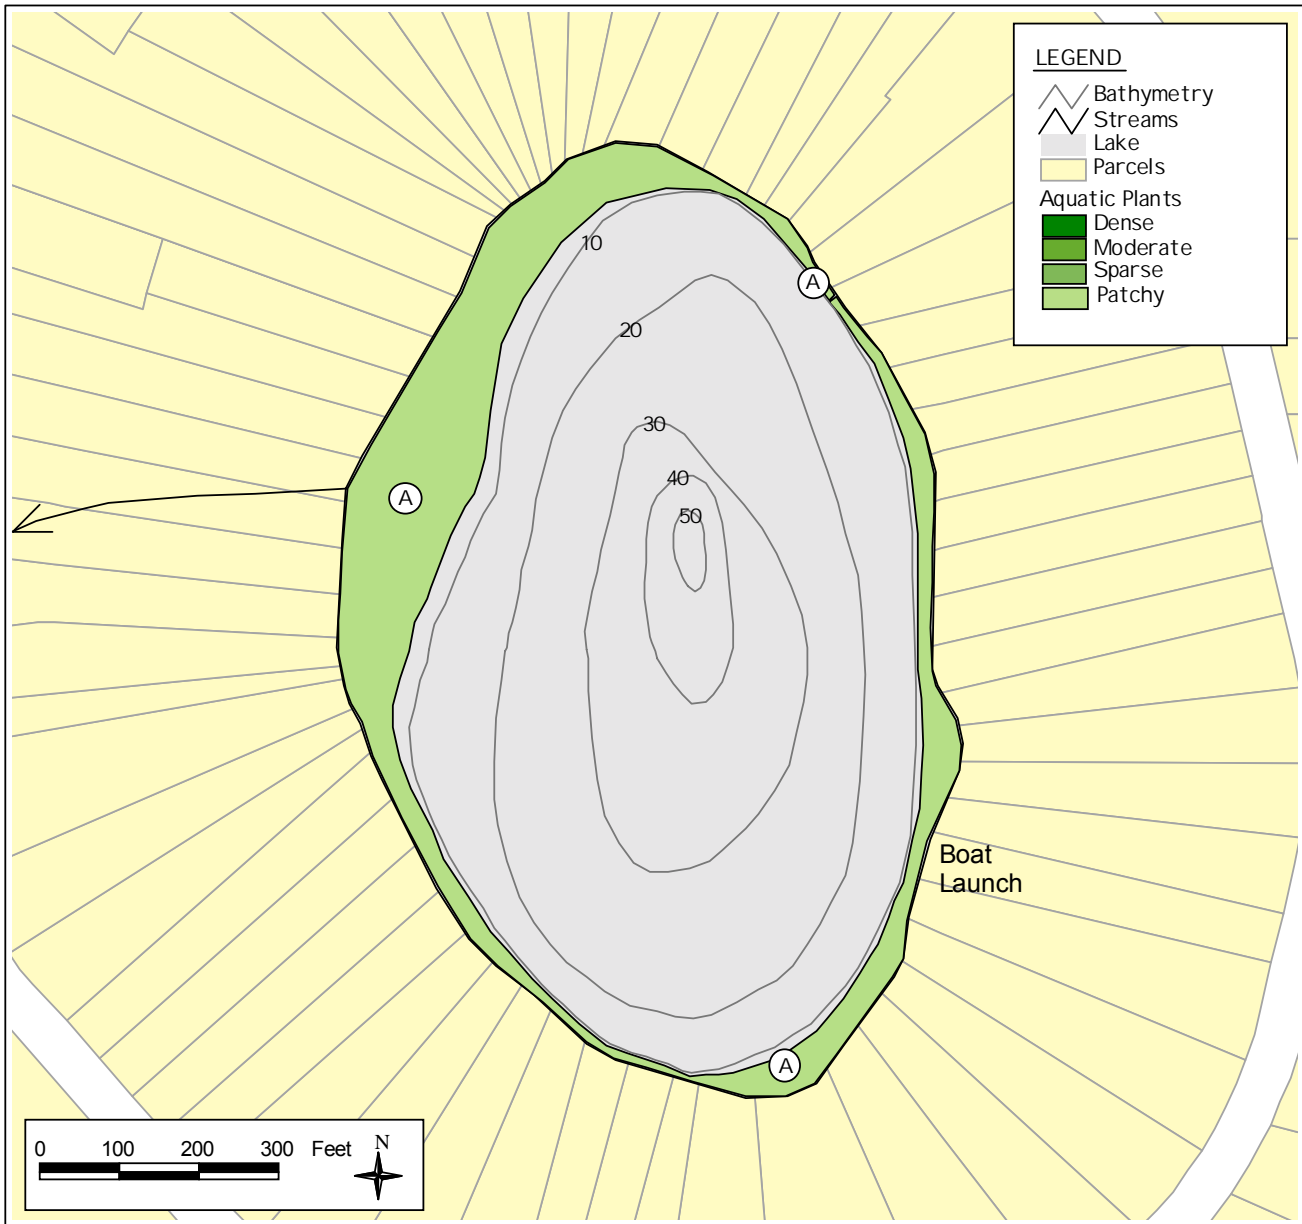 LEGEND
Bathymetry
Streams
Lake
Parcels
Aquatic Plants
Dense
Moderate
Sparse
Patchy
10
20
30
40
50
A
A
A
Boat
Launch
0 100 200 300 Feet N